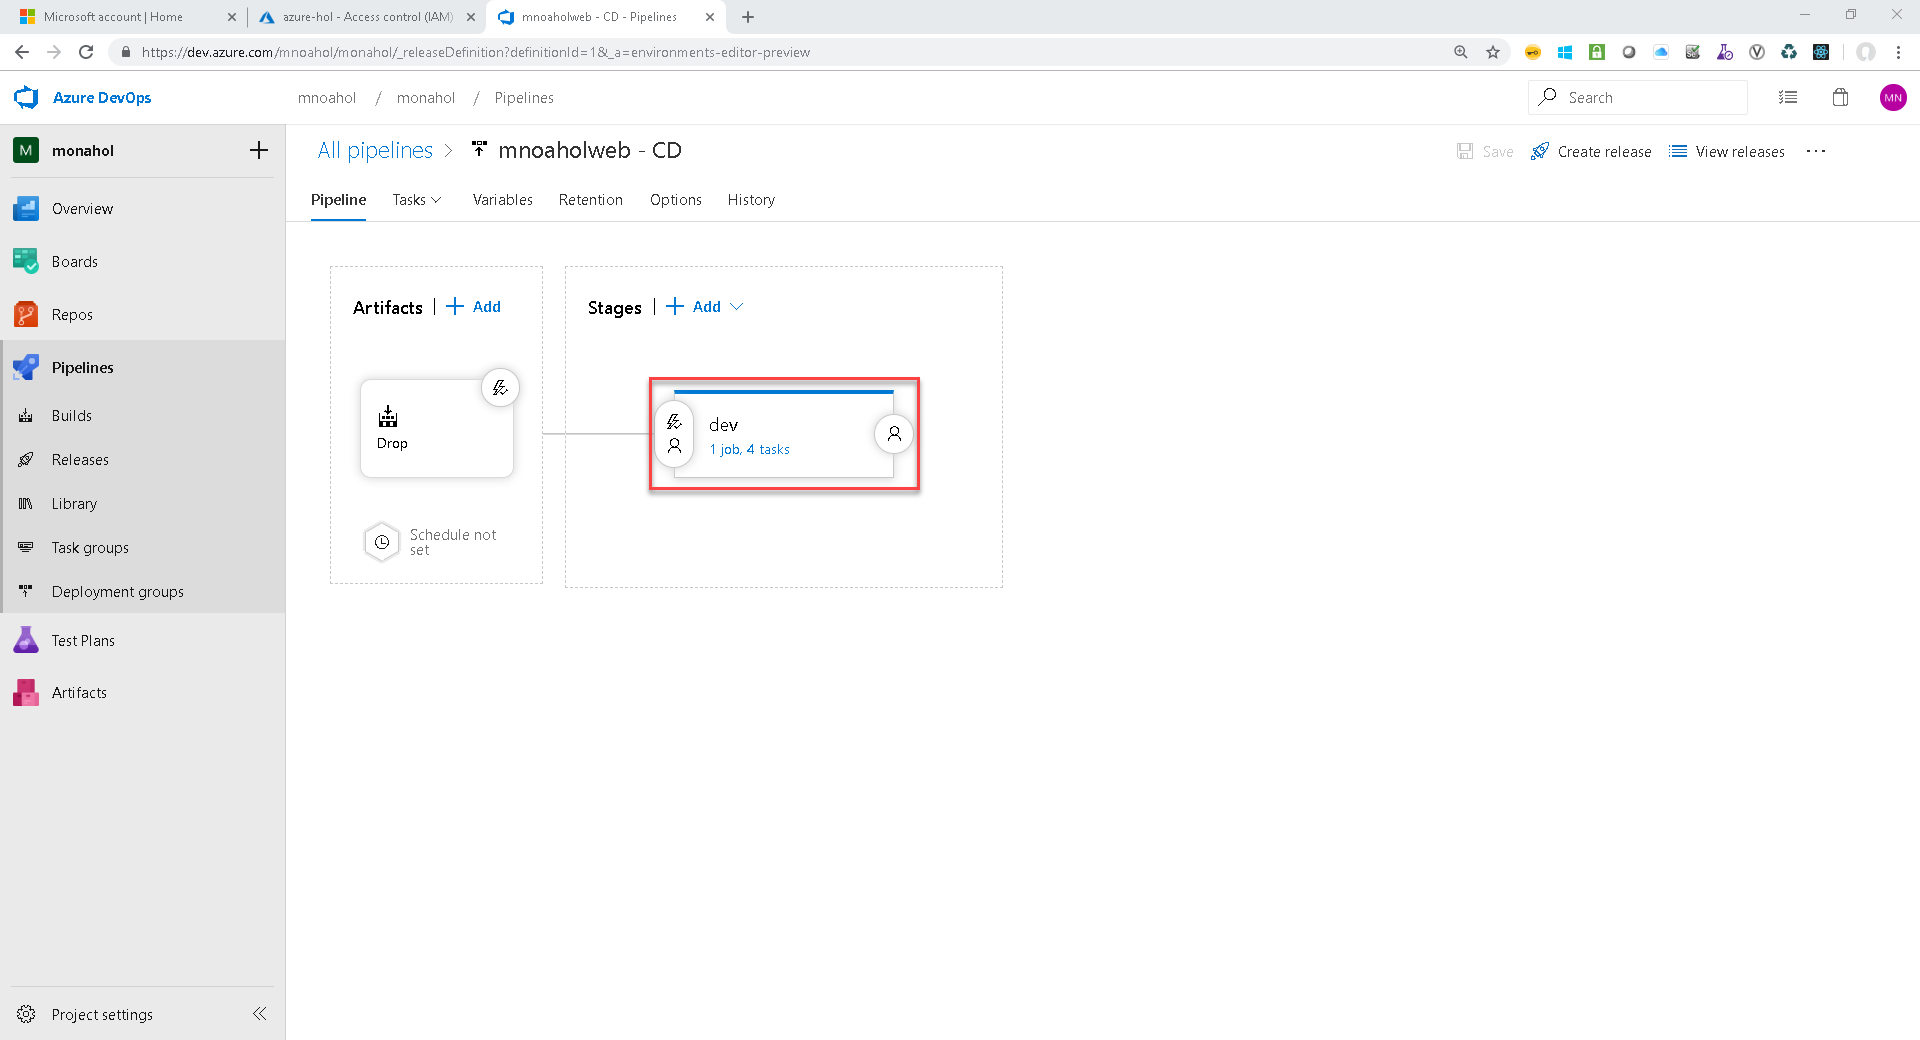 Microsoft account | Home
azure-hol - Access control (IAM)
mnoaholweb - CD - Pipelines
https://dev.azure.com/mnoahol/monahol/_releaseDefinition?definitionId=1&_a=environments-editor-preview
Azure DevOps
mnoahol / monahol / Pipelines
Search
MN
M monahol
All pipelines > mnoaholweb - CD
Save
Create release
View releases
Pipeline
Tasks
Variables
Retention
Options
History
Overview
Boards
Repos
Pipelines
Builds
Releases
Library
Task groups
Deployment groups
Test Plans
Artifacts
Project settings
Artifacts | + Add
Drop
Schedule not
set
Stages | + Add
dev
1 job, 4 tasks